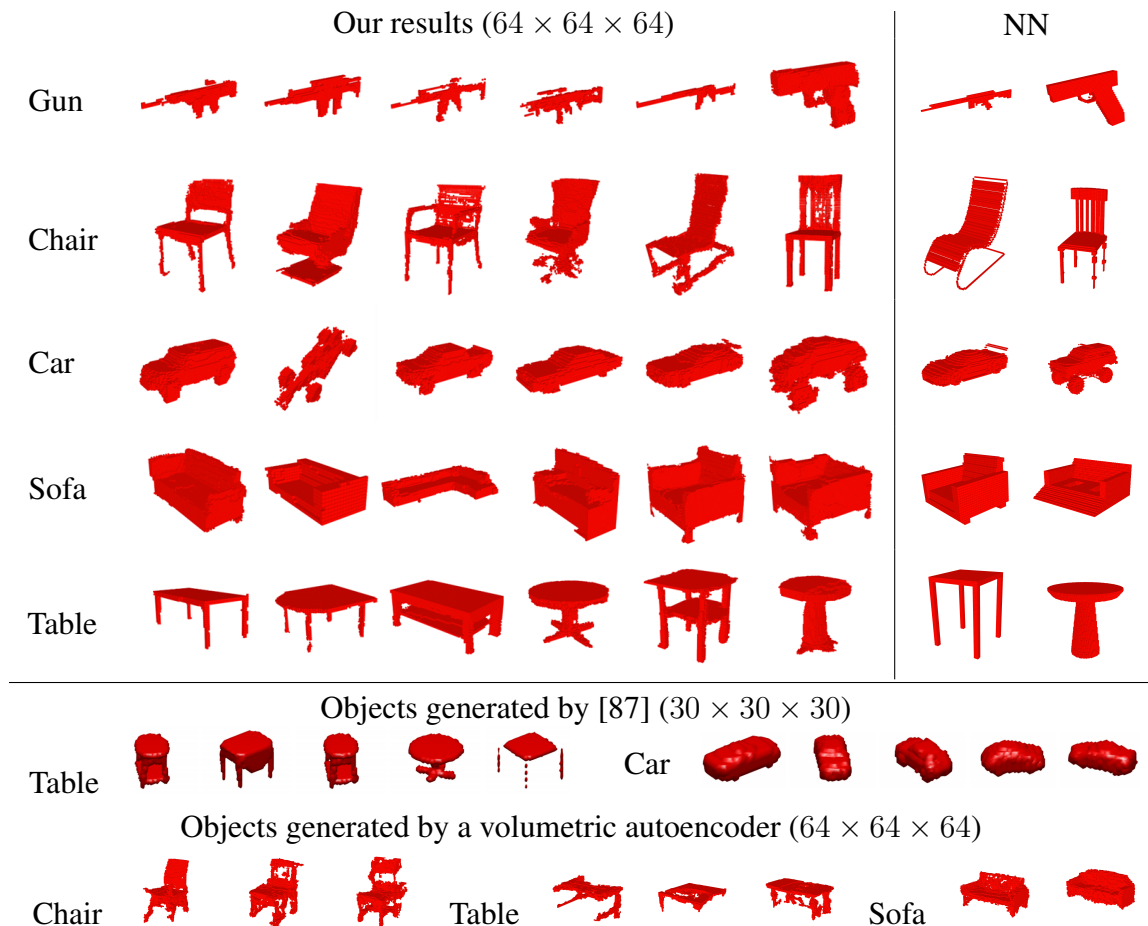 Our results (64 × 64 × 64) NN
Gun
Chair
Car
Sofa
Table
Objects generated by [87] (30 × 30 × 30)
Table Car
Objects generated by a volumetric autoencoder (64 × 64 × 64)
Chair Table Sofa